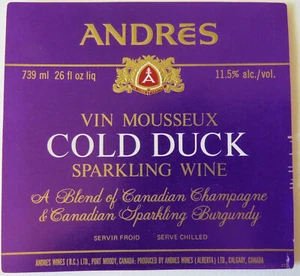 ANDRĒS
739 ml 26 fl oz liq
11.5% alc./vol.
VIN MOUSSEUX
COLD DUCK
SPARKLING WINE
A Blend of Canadian Champagne
& Canadian Sparkling Burgundy
SERVIR FROID SERVE CHILLED
ANDRES WINES (B.C.) LTD., PORT MOODY, CANADA: PRODUCED BY ANDRES WINES (ALBERTA) LTD., CALGARY, CANADA